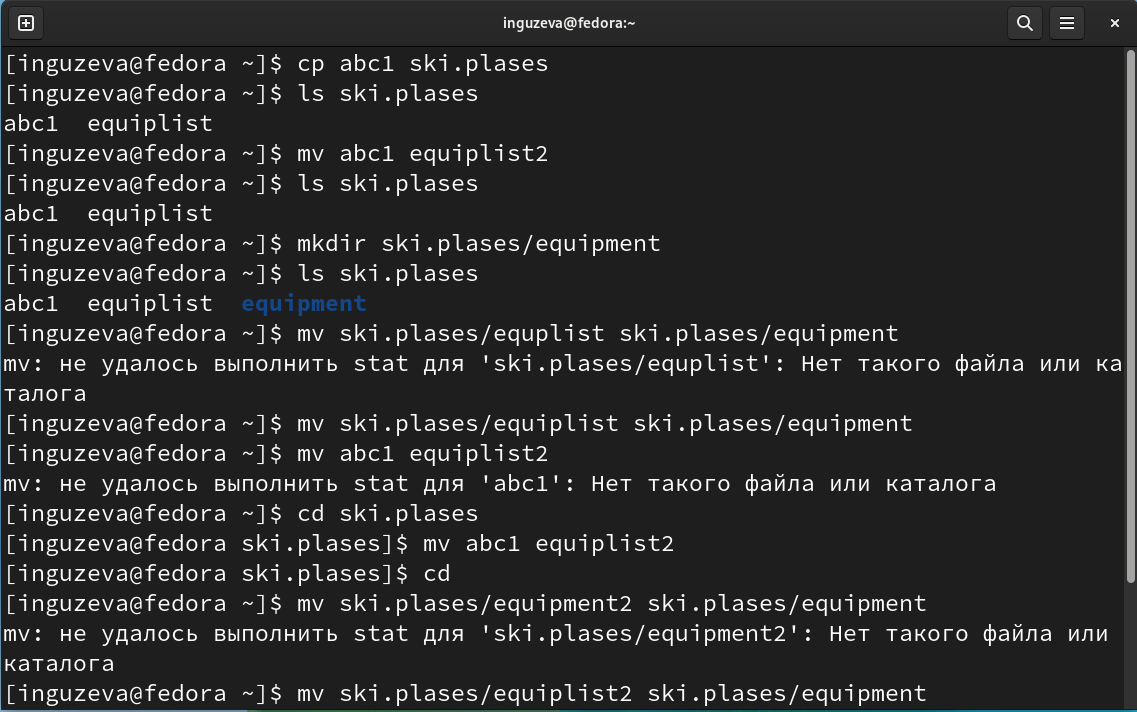 inguzeva@fedora:~
[inguzeva@fedora ~]$ cp abc1 ski.plases
[inguzeva@fedora ~]$ ls ski.plases
abc1  equiplist
[inguzeva@fedora ~]$ mv abc1 equiplist2
[inguzeva@fedora ~]$ ls ski.plases
abc1  equiplist
[inguzeva@fedora ~]$ mkdir ski.plases/equipment
[inguzeva@fedora ~]$ ls ski.plases
abc1  equiplist  equipment
[inguzeva@fedora ~]$ mv ski.plases/equplist ski.plases/equipment
mv: не удалось выполнить stat для 'ski.plases/equplist': Нет такого файла или ка
талога
[inguzeva@fedora ~]$ mv ski.plases/equiplist ski.plases/equipment
[inguzeva@fedora ~]$ mv abc1 equiplist2
mv: не удалось выполнить stat для 'abc1': Нет такого файла или каталога
[inguzeva@fedora ~]$ cd ski.plases
[inguzeva@fedora ski.plases]$ mv abc1 equiplist2
[inguzeva@fedora ski.plases]$ cd
[inguzeva@fedora ~]$ mv ski.plases/equipment2 ski.plases/equipment
mv: не удалось выполнить stat для 'ski.plases/equipment2': Нет такого файла или
каталога
[inguzeva@fedora ~]$ mv ski.plases/equiplist2 ski.plases/equipment